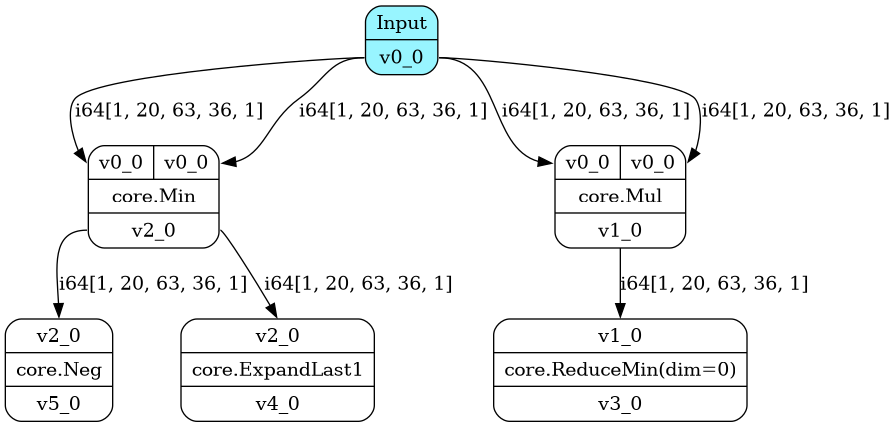 Input
v0_0
i64[1, 20, 63, 36, 1] i64[1, 20, 63, 36, 1] i64[1, 20, 63, 36, 1] i64[1, 20, 63, 36, 1]
v0_0 v0_0 v0_0 v0_0
core.Min core.Mul
v2_0 v1_0
i64[1, 20, 63, 36, 1] i64[1, 20, 63, 36, 1] i64[1, 20, 63, 36, 1]
v2_0 v2_0 v1_0
core.Neg core.ExpandLast1 core.ReduceMin(dim=0)
v5_0 v4_0 v3_0